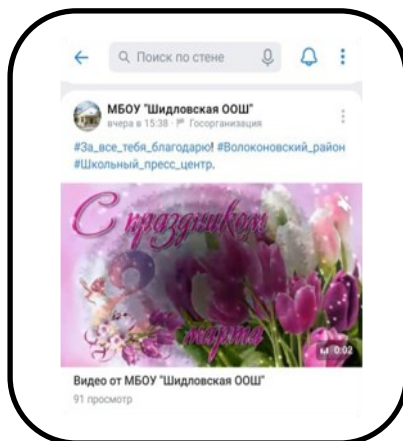 Поиск по стене
МБОУ "Шидловская ООШ"
вчера в 15:38 · Госорганизация
#За_все_тебя_благодарю! #Волоконовский_район
#Школьный_пресс_центр.
С праздником
8
марта
0:02
Видео от МБОУ "Шидловская ООШ"
91 просмотр